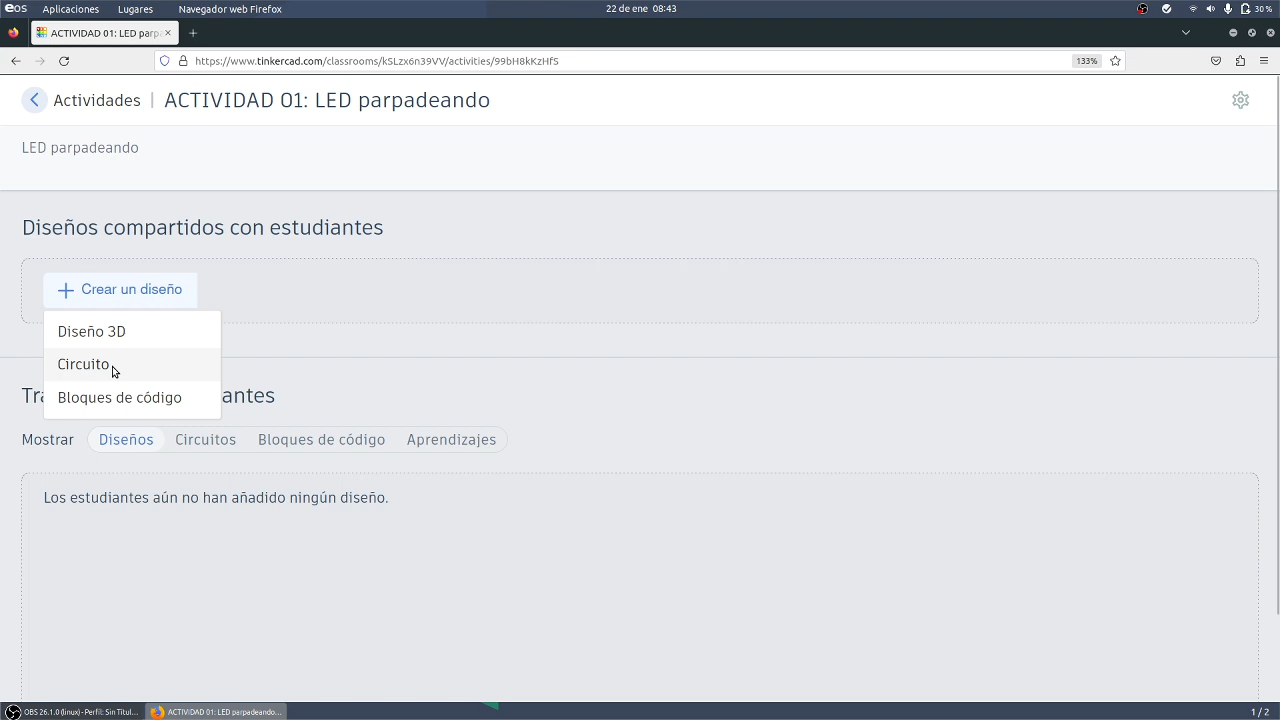 eos Aplicaciones Lugares Navegador web Firefox 22 de ene 08:43 30 %
ACTIVIDAD 01: LED parp
https://www.tinkercad.com/classrooms/kSLzx6n39VV/activities/99bH8kKzHfS 133%
Actividades | ACTIVIDAD 01: LED parpadeando
LED parpadeando
Diseños compartidos con estudiantes
+ Crear un diseño
Diseño 3D
Circuito
Bloques de código
Tra antes
Mostrar Diseños Circuitos Bloques de código Aprendizajes
Los estudiantes aún no han añadido ningún diseño.
OBS 26.1.0 (linux) - Perfil: Sin Titul... ACTIVIDAD 01: LED parpadeando... 1 / 2